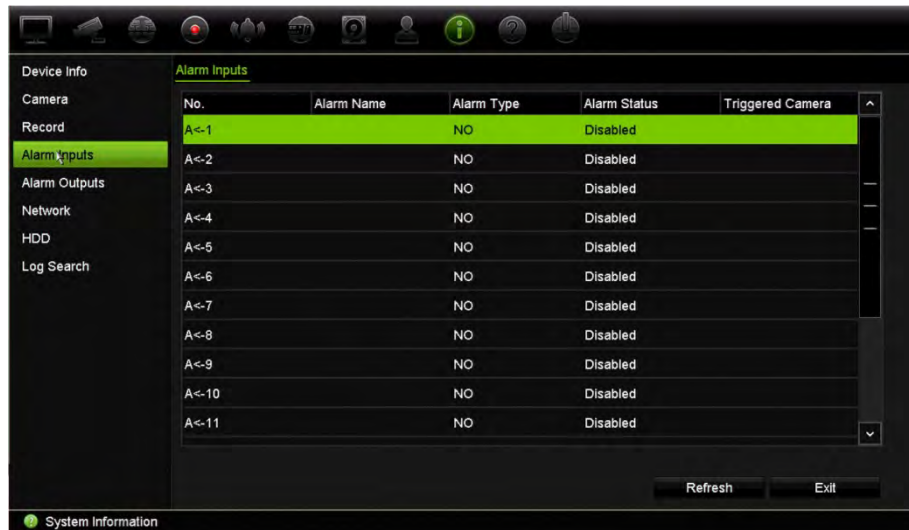 Device Info
Camera
Record
Alarm Inputs
Alarm Outputs
Network
HDD
Log Search
Alarm Inputs
No. Alarm Name Alarm Type Alarm Status Triggered Camera
A<-1 NO Disabled
A<-2 NO Disabled
A<-3 NO Disabled
A<-4 NO Disabled
A<-5 NO Disabled
A<-6 NO Disabled
A<-7 NO Disabled
A<-8 NO Disabled
A<-9 NO Disabled
A<-10 NO Disabled
A<-11 NO Disabled
Refresh Exit
System Information